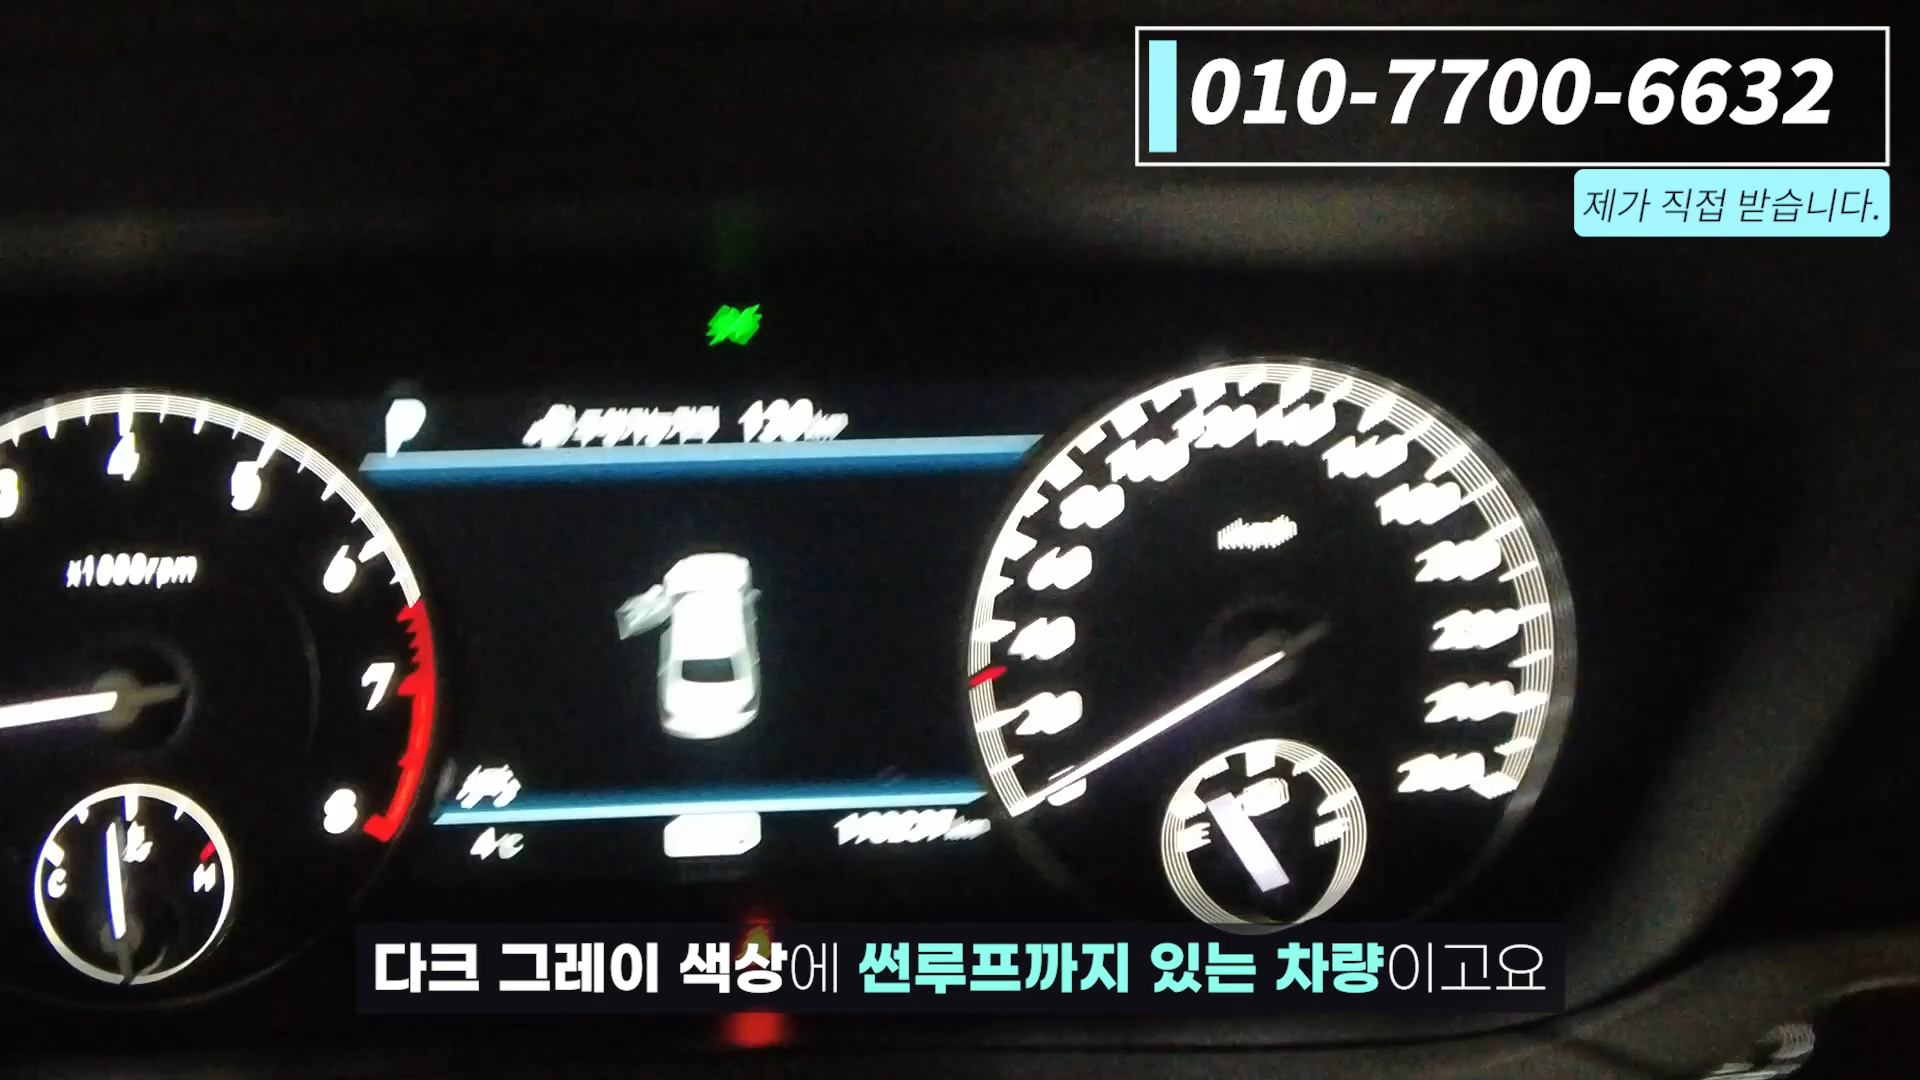 010-7700-6632
제가 직접 받습니다.
P
3 4 5 6 7 8
x1000rpm
C H
A/C
20 40 60 80 100 120 140 160 180 200 220 240 260
km/h
E
다크 그레이 색상에 썬루프까지 있는 차량이고요